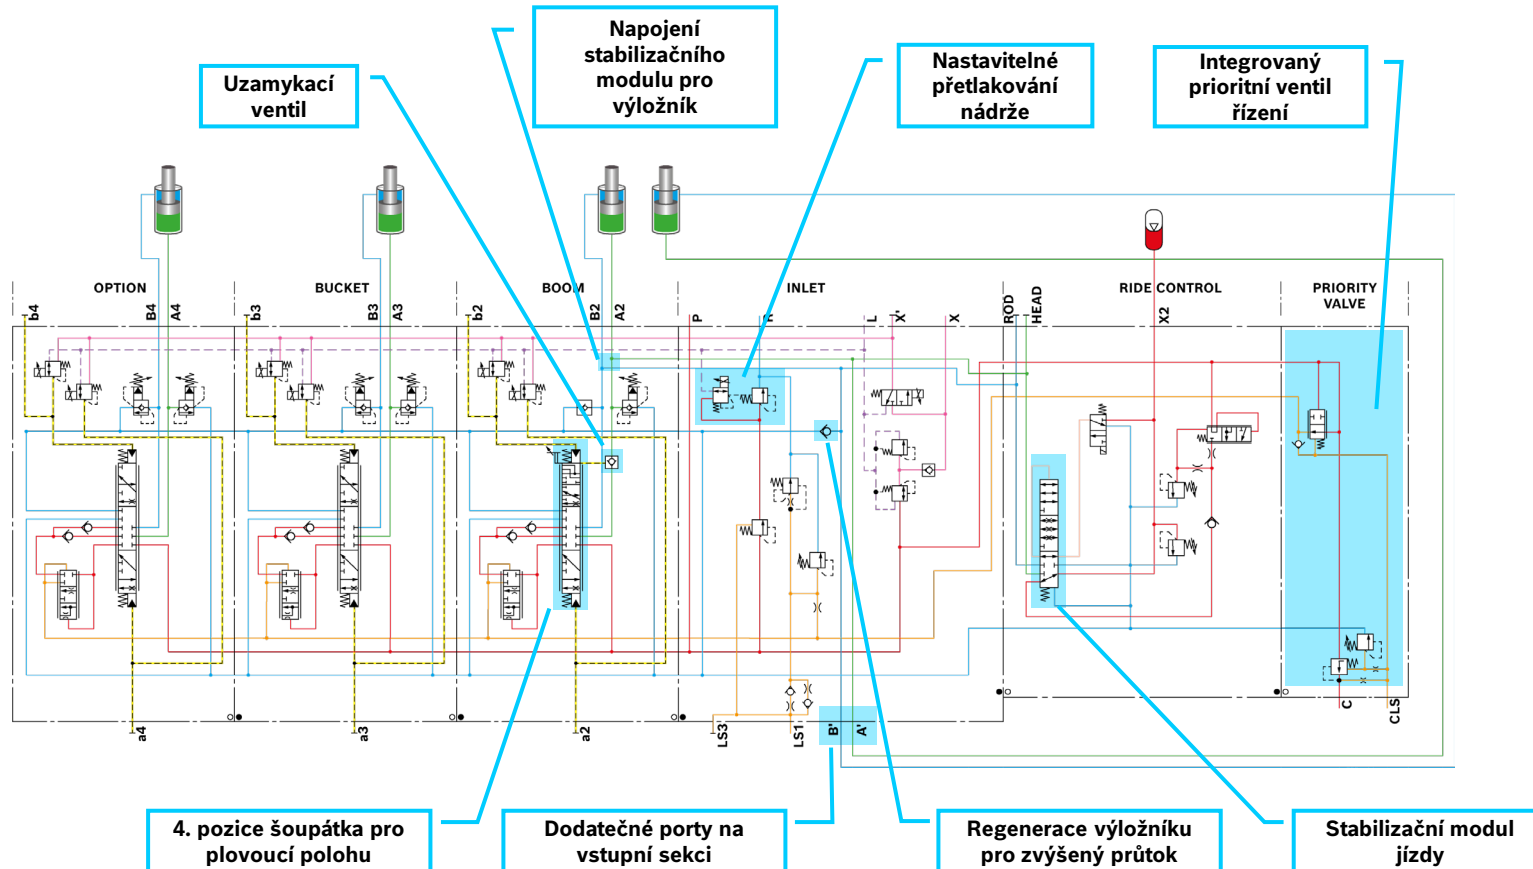 Uzamykací
ventil
Napojení
stabilizačního
modulu pro
výložník
Nastavitelné
přetlakování
nádrže
Integrovaný
prioritní ventil
řízení
OPTION
BUCKET
BOOM
INLET
RIDE CONTROL
PRIORITY
VALVE
b4
B4
A4
b3
B3
A3
b2
B2
A2
P
R
L
X'
X
ROD
HEAD
X2
a4
a3
a2
LS3
LS1
B'
A'
C
CLS
4. pozice šoupátka pro
plovoucí polohu
Dodatečné porty na
vstupní sekci
Regenerace výložníku
pro zvýšený průtok
Stabilizační modul
jízdy